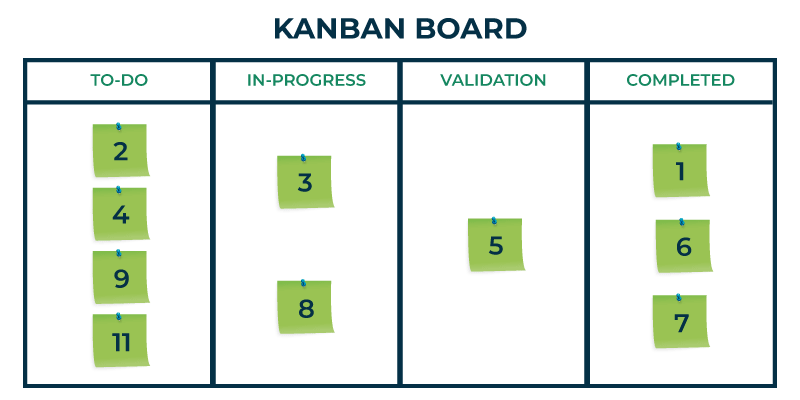 KANBAN BOARD
TO-DO
IN-PROGRESS
VALIDATION
COMPLETED
2
4
9
11
3
8
5
1
6
7